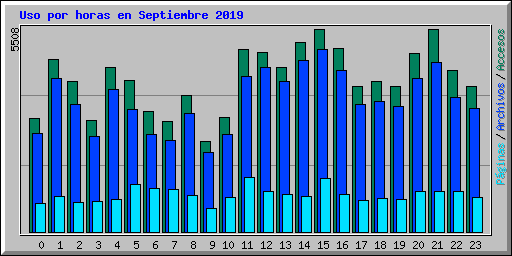 Uso por horas en Septiembre 2019
5508
Páginas / Archivos / Accesos
0 1 2 3 4 5 6 7 8 9 10 11 12 13 14 15 16 17 18 19 20 21 22 23